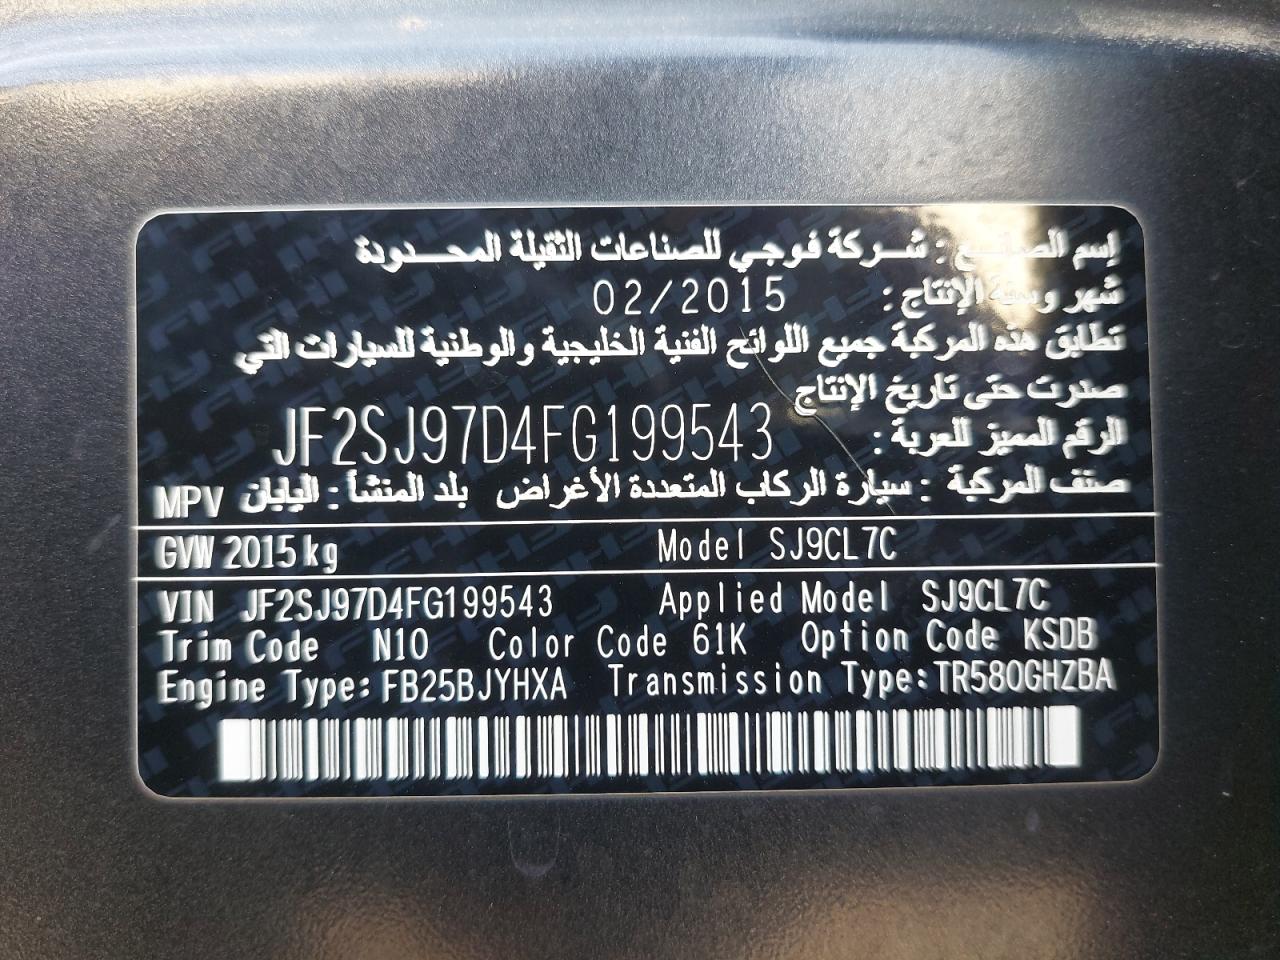 إسم الصانع : شركة فوجي للصناعات الثقيلة المحدودة
شهر وسنة الإنتاج : 02/2015
تطابق هذه المركبة جميع اللوائح الفنية الخليجية والوطنية للسيارات التي
صدرت حتى تاريخ الإنتاج
الرقم المميز للعربة : JF2SJ97D4FG199543
صنف المركبة : سيارة الركاب المتعددة الأغراض بلد المنشأ : اليابان MPV
GVW 2015 kg Model SJ9CL7C
VIN JF2SJ97D4FG199543 Applied Model SJ9CL7C
Trim Code N10 Color Code 61K Option Code KSDB
Engine Type: FB25BJYHXA Transmission Type: TR580GHZBA